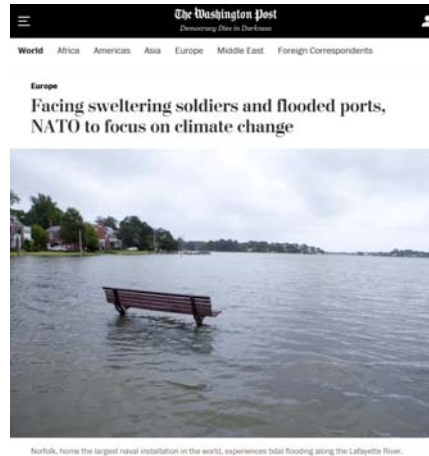 The Washington Post
Democracy Dies in Darkness
World Africa Americas Asia Europe Middle East Foreign Correspondents
Europe
Facing sweltering soldiers and flooded ports,
NATO to focus on climate change
Norfolk, home the largest naval installation in the world, experiences tidal flooding along the Lafayette River.